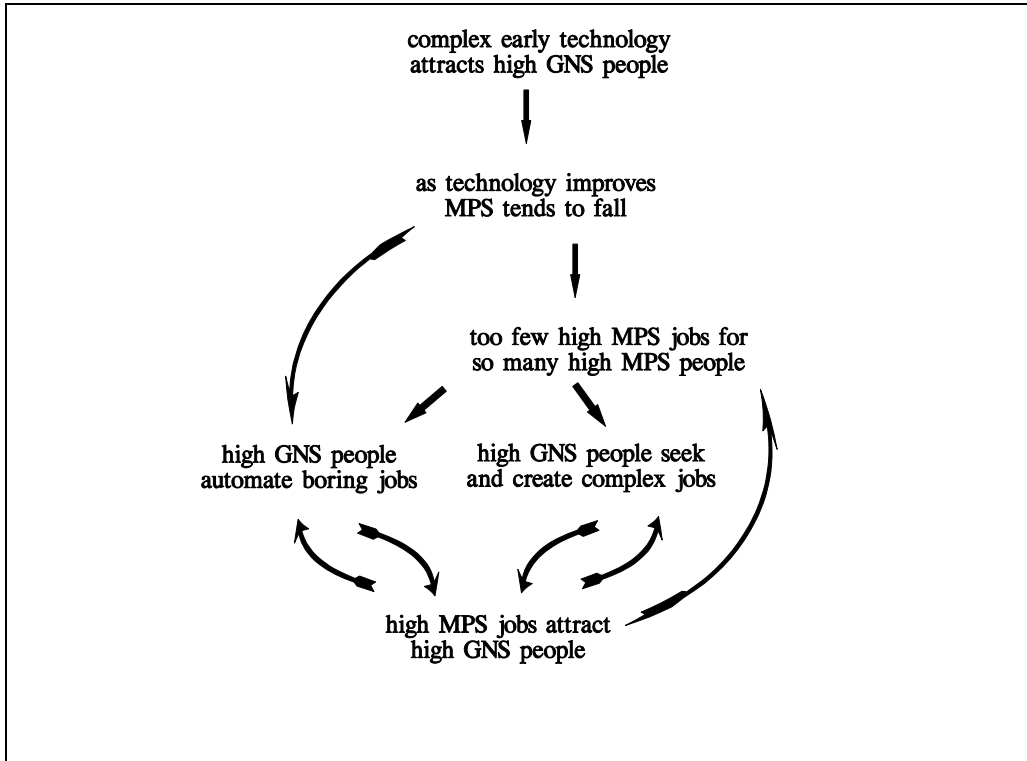 complex early technology
attracts high GNS people
as technology improves
MPS tends to fall
too few high MPS jobs for
so many high MPS people
high GNS people
automate boring jobs
high GNS people seek
and create complex jobs
high MPS jobs attract
high GNS people